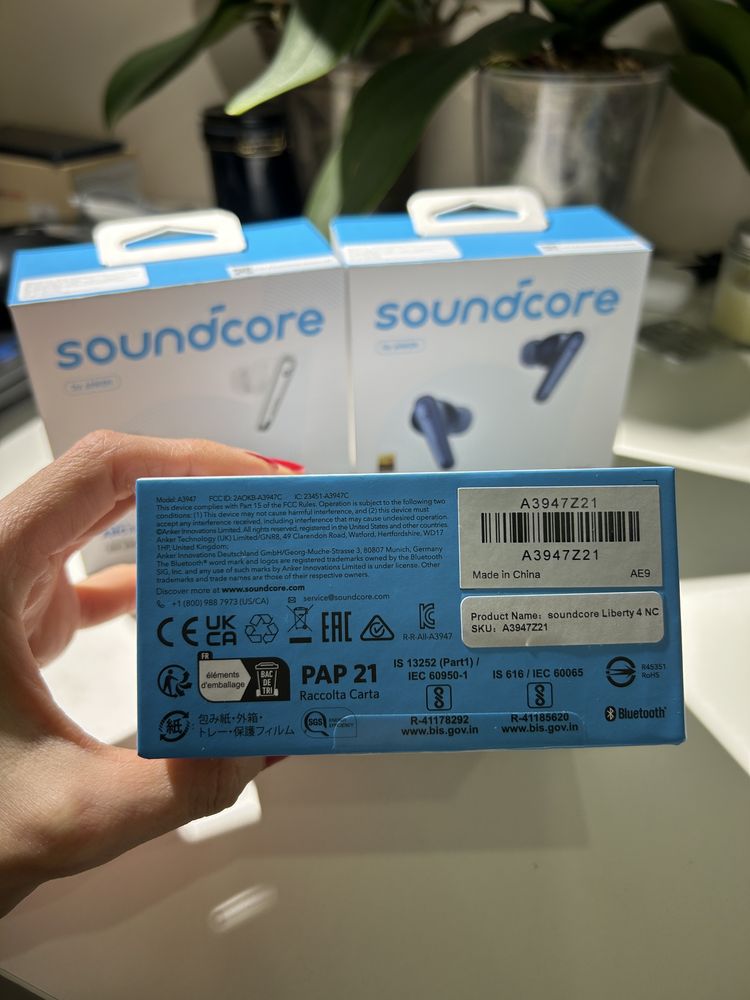 soundcore
by ANKER
soundcore
by ANKER
Model: A3947 FCC ID: 2AOKB-A3947C IC: 23451-A3947C
This device complies with Part 15 of the FCC Rules. Operation is subject to the following two
conditions: (1) This device may not cause harmful interference, and (2) this device must
accept any interference received, including interference that may cause undesired operation.
©Anker Innovations Limited. All rights reserved, registered in the United States and other countries.
Anker Technology (UK) Limited/GNR8, 49 Clarendon Road, Watford, Hertfordshire, WD17
1HP, United Kingdom;
Anker Innovations Deutschland GmbH/Georg-Muche-Strasse 3, 80807 Munich, Germany
The Bluetooth® word mark and logos are registered trademarks owned by the Bluetooth
SIG, Inc. and any use of such marks by Anker Innovations Limited is under license. Other
trademarks and trade names are those of their respective owners.
Discover more at www.soundcore.com
+1 (800) 988 7973 (US/CA) service@soundcore.com
CE UK CA EAC
R-R-All-A3947
A3947Z21
A3947Z21
Made in China AE9
Product Name: soundcore Liberty 4 NC
SKU: A3947Z21
FR
éléments
d'emballage
BAC
DE
TRI
PAP 21
Raccolta Carta
IS 13252 (Part1) /
IEC 60950-1
R-41178292
www.bis.gov.in
IS 616 / IEC 60065
R-41185620
www.bis.gov.in
R45351
RoHS
紙
包み紙・外箱・
トレー・保護フィルム
SGS ENERGY
EFFICIENCY
Bluetooth®